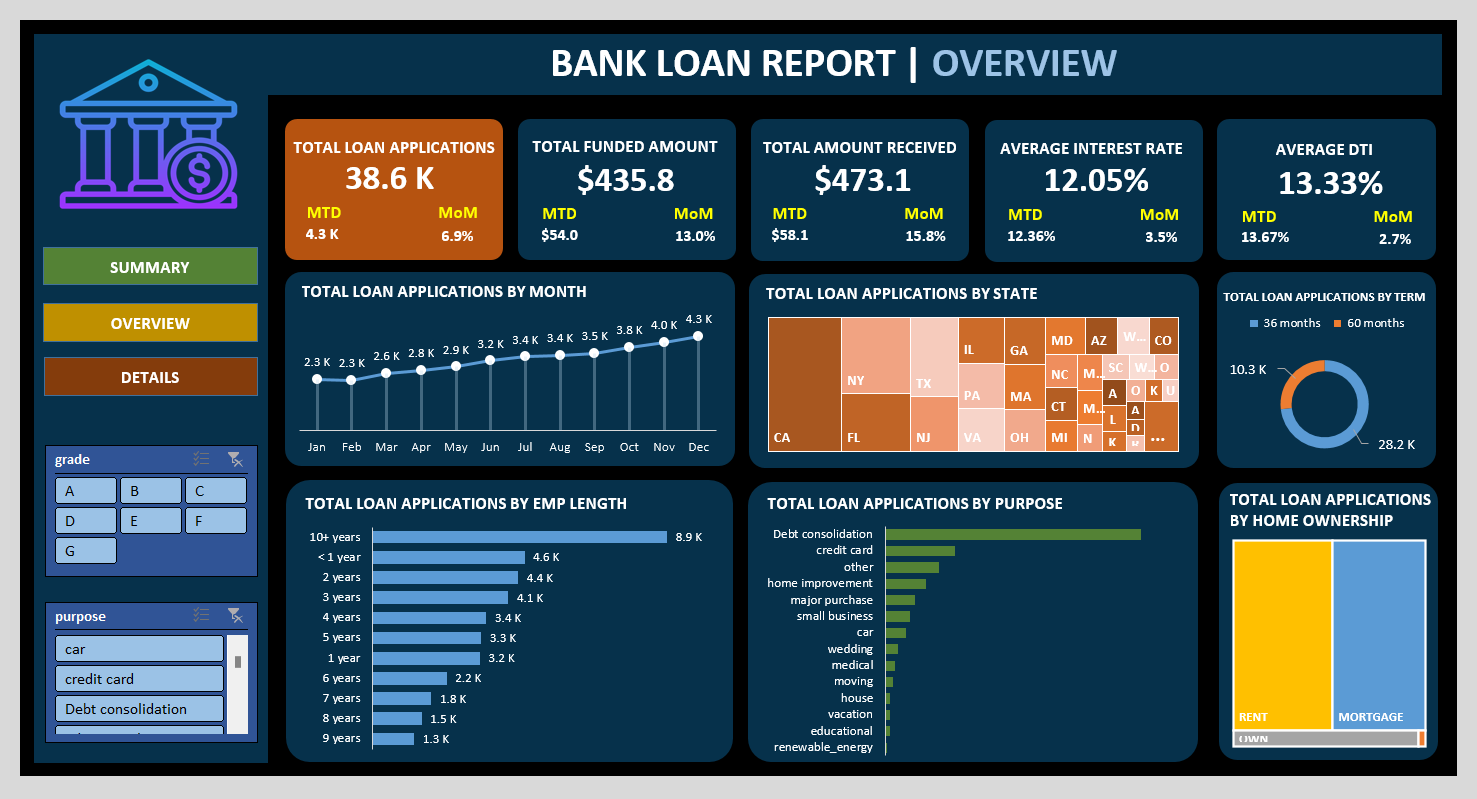 BANK LOAN REPORT | OVERVIEW
TOTAL LOAN APPLICATIONS
38.6 K
MTD MoM
4.3 K 6.9%
TOTAL FUNDED AMOUNT
$435.8
MTD MoM
$54.0 13.0%
TOTAL AMOUNT RECEIVED
$473.1
MTD MoM
$58.1 15.8%
AVERAGE INTEREST RATE
12.05%
MTD MoM
12.36% 3.5%
AVERAGE DTI
13.33%
MTD MoM
13.67% 2.7%
SUMMARY
OVERVIEW
DETAILS
grade
A B C
D E F
G
purpose
car
credit card
Debt consolidation
TOTAL LOAN APPLICATIONS BY MONTH
2.3 K 2.3 K 2.6 K 2.8 K 2.9 K 3.2 K 3.4 K 3.4 K 3.5 K 3.8 K 4.0 K 4.3 K
Jan Feb Mar Apr May Jun Jul Aug Sep Oct Nov Dec
TOTAL LOAN APPLICATIONS BY STATE
CA
NY
FL
TX
NJ
IL
PA
VA
GA
MA
OH
MD
NC
CT
MI
AZ
W...
CO
M...
M...
N
SC
W...
O
A
L
K
O
K
U
A
D
...
TOTAL LOAN APPLICATIONS BY TERM
36 months 60 months
10.3 K
28.2 K
TOTAL LOAN APPLICATIONS BY EMP LENGTH
10+ years 8.9 K
< 1 year 4.6 K
2 years 4.4 K
3 years 4.1 K
4 years 3.4 K
5 years 3.3 K
1 year 3.2 K
6 years 2.2 K
7 years 1.8 K
8 years 1.5 K
9 years 1.3 K
TOTAL LOAN APPLICATIONS BY PURPOSE
Debt consolidation
credit card
other
home improvement
major purchase
small business
car
wedding
medical
moving
house
vacation
educational
renewable_energy
TOTAL LOAN APPLICATIONS
BY HOME OWNERSHIP
RENT MORTGAGE
OWN